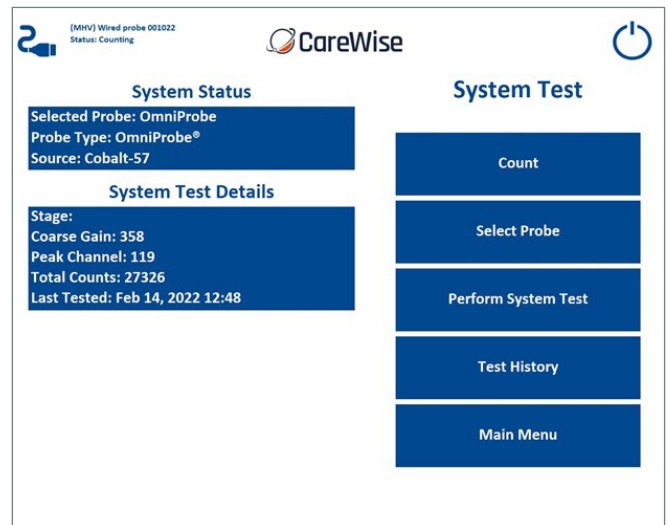 (MHV) Wired probe 001022
Status: Counting
CareWise
System Status
Selected Probe: OmniProbe
Probe Type: OmniProbe®
Source: Cobalt-57
System Test Details
Stage:
Coarse Gain: 358
Peak Channel: 119
Total Counts: 27326
Last Tested: Feb 14, 2022 12:48
System Test
Count
Select Probe
Perform System Test
Test History
Main Menu